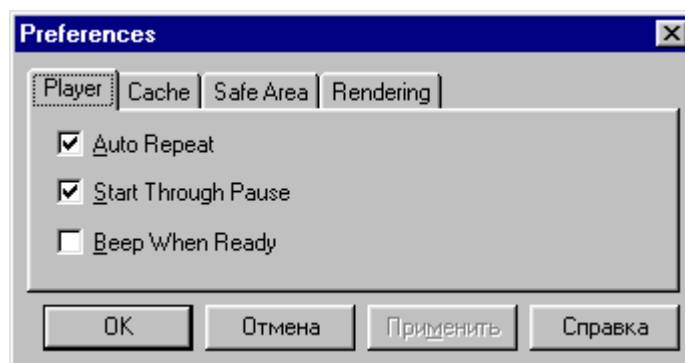 Preferences
Player Cache Safe Area Rendering
Auto Repeat
Start Through Pause
Beep When Ready
OK Отмена Применить Справка